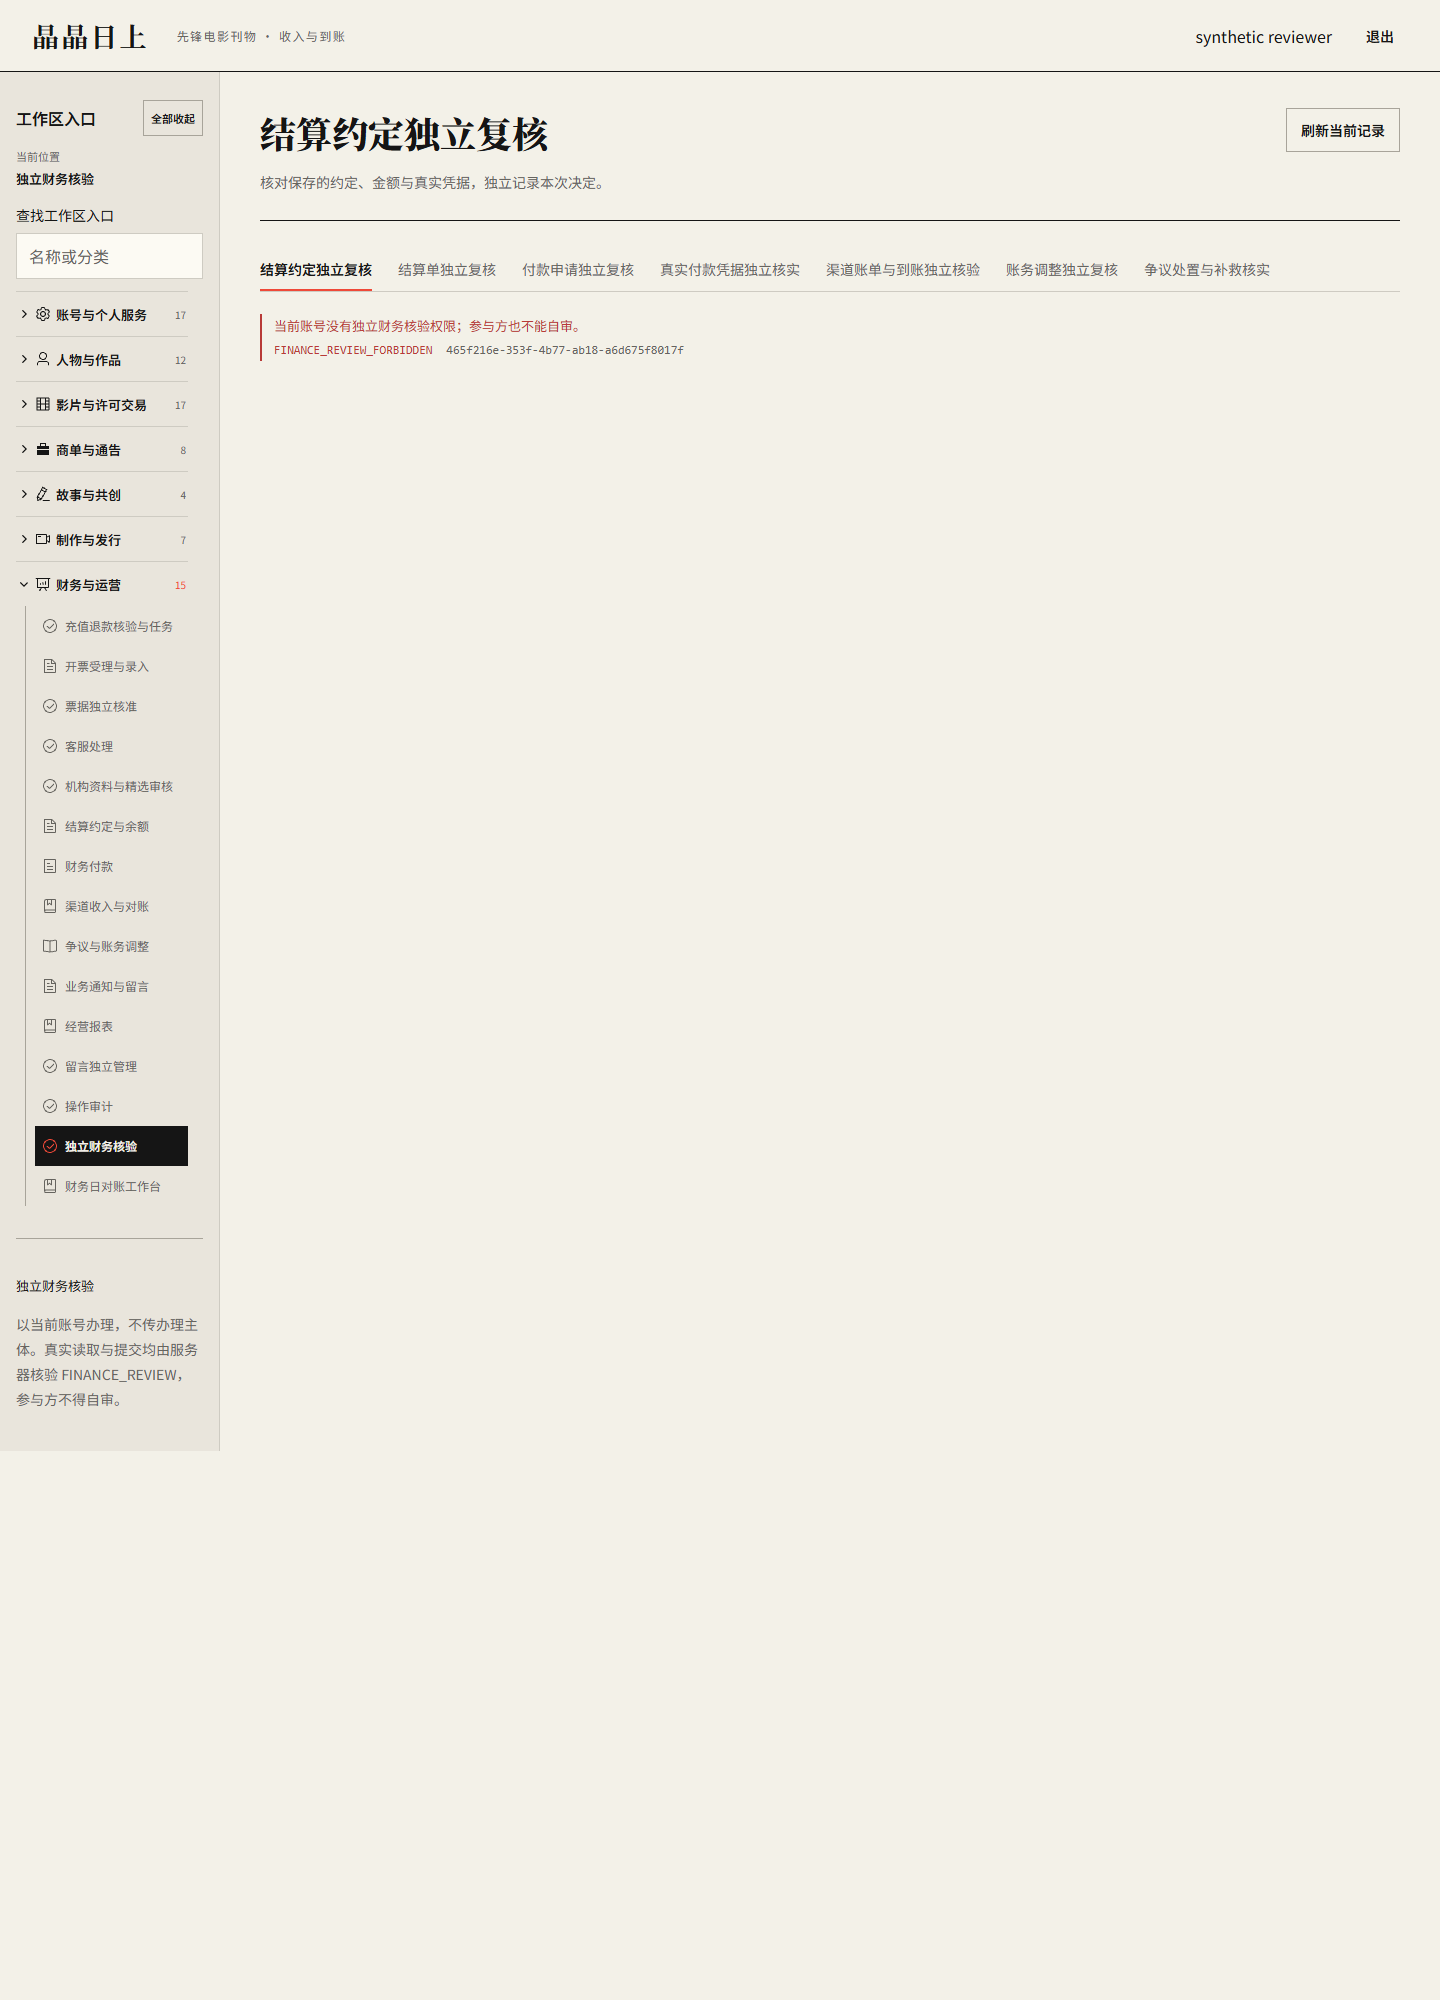 晶晶日上
先锋电影刊物 • 收入与到账
synthetic reviewer
退出
工作区入口
全部收起
当前位置
独立财务核验
查找工作区入口
名称或分类
账号与个人服务 17
人物与作品 12
影片与许可交易 17
商单与通告 8
故事与共创 4
制作与发行 7
财务与运营 15
充值退款核验与任务
开票受理与录入
票据独立核准
客服处理
机构资料与精选审核
结算约定与余额
财务付款
渠道收入与对账
争议与账务调整
业务通知与留言
经营报表
留言独立管理
操作审计
独立财务核验
财务日对账工作台
独立财务核验
以当前账号办理，不传办理主
体。真实读取与提交均由服务
器核验 FINANCE_REVIEW，
参与方不得自审。
结算约定独立复核
刷新当前记录
核对保存的约定、金额与真实凭据，独立记录本次决定。
结算约定独立复核 结算单独立复核 付款申请独立复核 真实付款凭据独立核实 渠道账单与到账独立核验 账务调整独立复核 争议处置与补救核实
当前账号没有独立财务核验权限；参与方也不能自审。
FINANCE_REVIEW_FORBIDDEN 465f216e-353f-4b77-ab18-a6d675f8017f